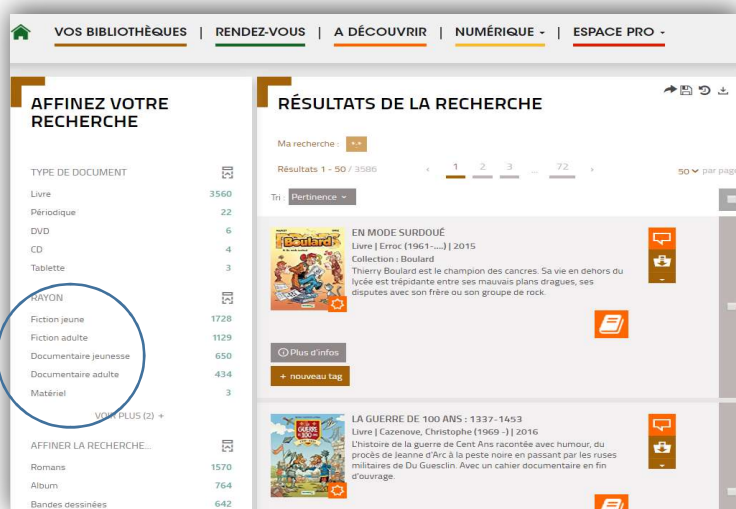 VOS BIBLIOTHÈQUES | RENDEZ-VOUS | A DÉCOUVRIR | NUMÉRIQUE | ESPACE PRO
AFFINEZ VOTRE
RECHERCHE
TYPE DE DOCUMENT
Livre 3560
Périodique 22
DVD 6
CD 4
Tablette 3
RAYON
Fiction jeune 1728
Fiction adulte 1129
Documentaire jeunesse 650
Documentaire adulte 434
Matériel 3
VOIR PLUS (2) +
AFFINER LA RECHERCHE...
Romans 1570
Album 764
Bandes dessinées 642
RÉSULTATS DE LA RECHERCHE
Ma recherche : *:*
Résultats 1 - 50 / 3586
‹ 1 2 3 ... 72 ›
50 par page
Tri : Pertinence
Boulard
EN MODE SURDOUÉ
Livre | Erroc (1961-....) | 2015
Collection : Boulard
Thierry Boulard est le champion des cancres. Sa vie en dehors du
lycée est trépidante entre ses mauvais plans dragues, ses
disputes avec son frère ou son groupe de rock.
Plus d'infos
+ nouveau tag
GUERRE
100
LA GUERRE DE 100 ANS : 1337-1453
Livre | Cazenove, Christophe (1969 -) | 2016
L'histoire de la guerre de Cent Ans racontée avec humour, du
procès de Jeanne d'Arc à la peste noire en passant par les ruses
militaires de Du Guesclin. Avec un cahier documentaire en fin
d'ouvrage.